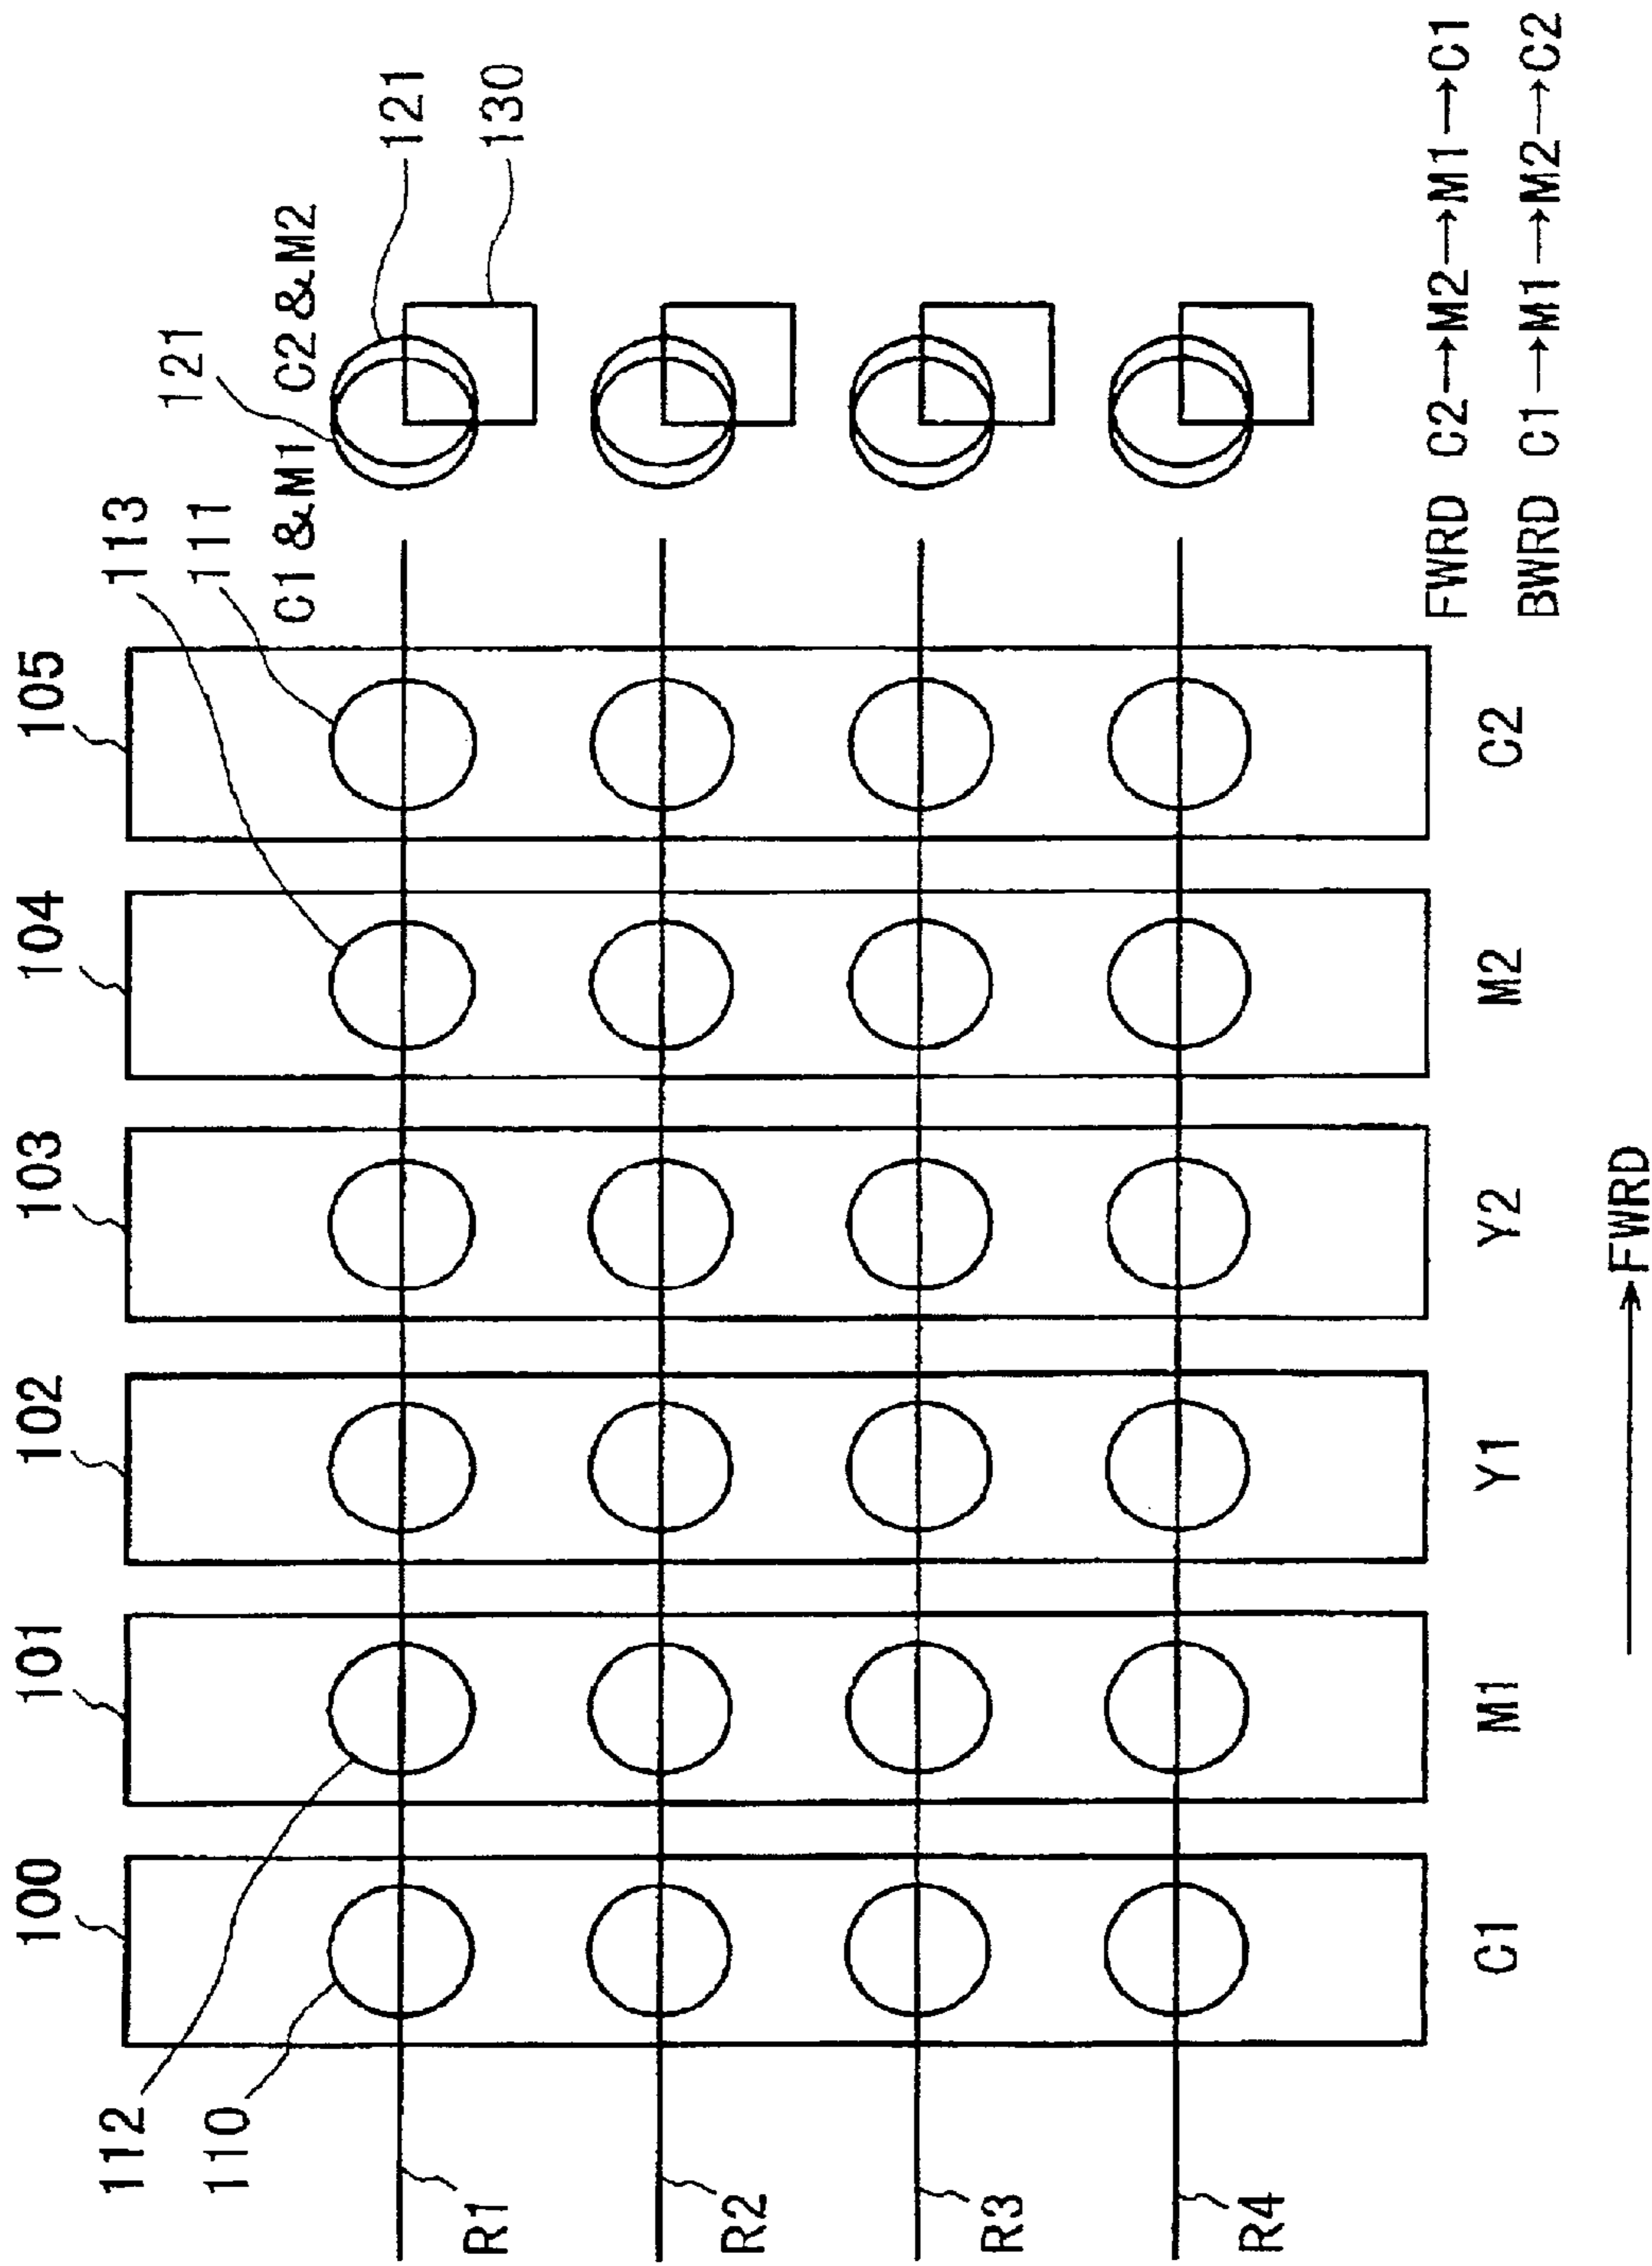 100 101 102 103 104 105
112
110
113
111
121
121
130
C1&M1 C2&M2
R1
R2
R3
R4
C1 M1 Y1 Y2 M2 C2
FWRD C2→M2→M1→C1
BWRD C1→M1→M2→C2
→FWRD